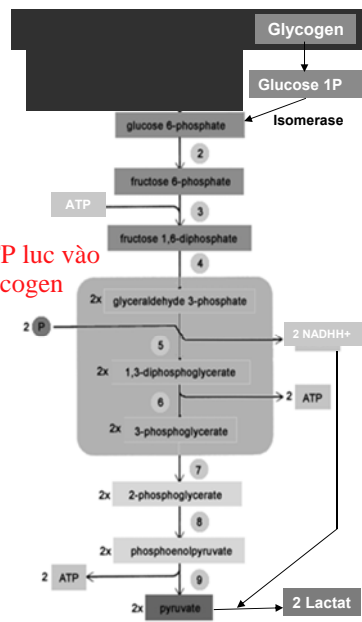 Glycogen
Glucose 1P
Isomerase
glucose 6-phosphate
2
fructose 6-phosphate
ATP
3
fructose 1,6-diphosphate
4
P luc vào
cogen
2x glyceraldehyde 3-phosphate
2 P
5
2 NADHH+
2x 1,3-diphosphoglycerate
6
2 ATP
2x 3-phosphoglycerate
7
2x 2-phosphoglycerate
8
2x phosphoenolpyruvate
2 ATP
9
2x pyruvate
2 Lactat